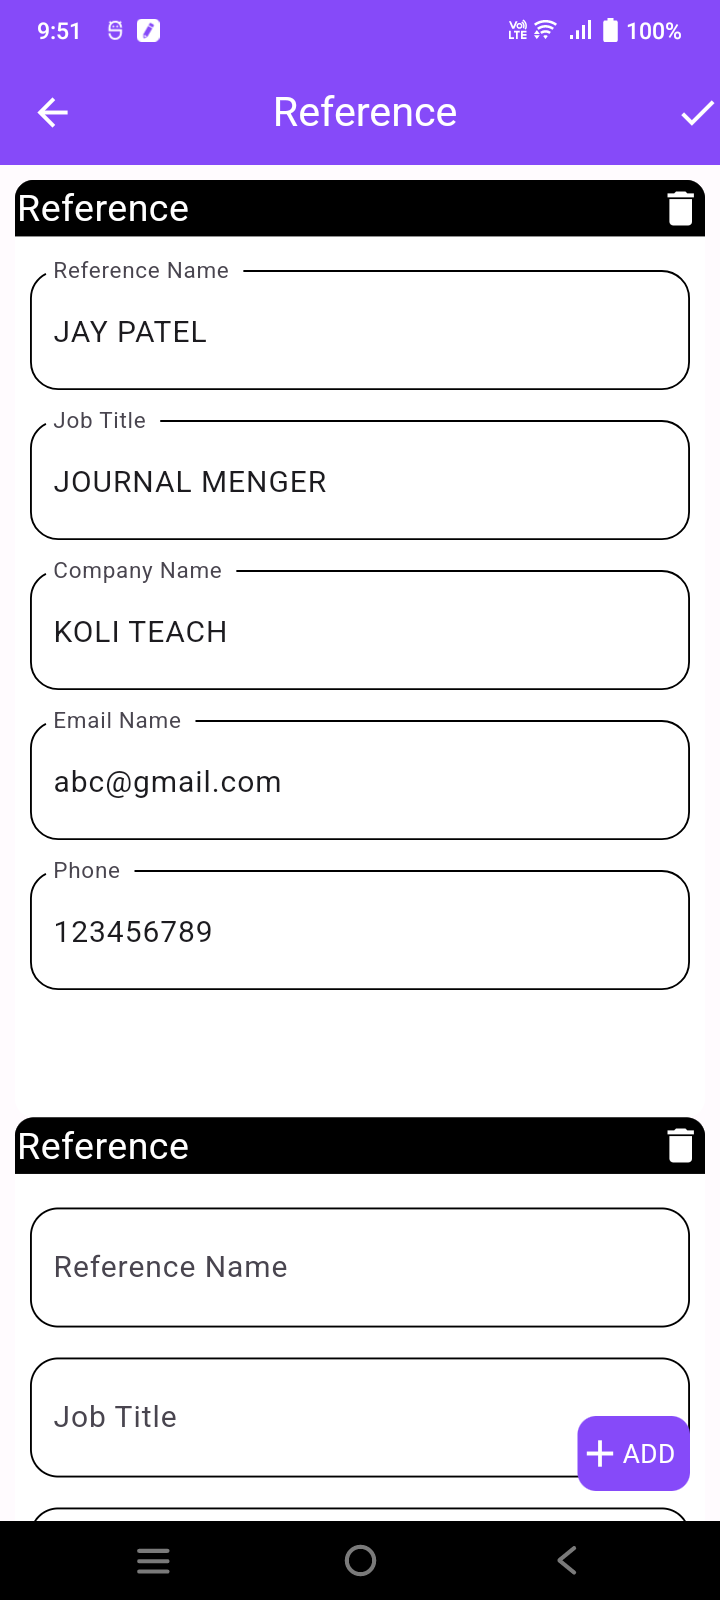 9:51 Vo) LTE 100%
Reference
Reference
Reference Name
JAY PATEL
Job Title
JOURNAL MENGER
Company Name
KOLI TEACH
Email Name
abc@gmail.com
Phone
123456789
Reference
Reference Name
Job Title
ADD